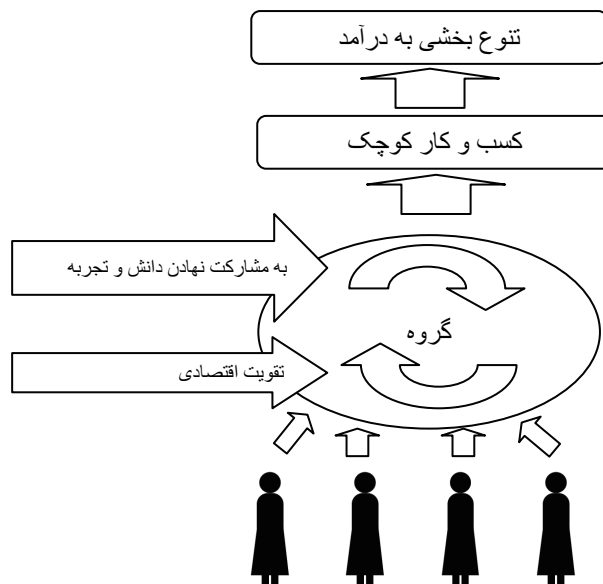 تنوع بخشی به درآمد
کسب و کار کوچک
به مشارکت نهادن دانش و تجربه
گروه
تقویت اقتصادی